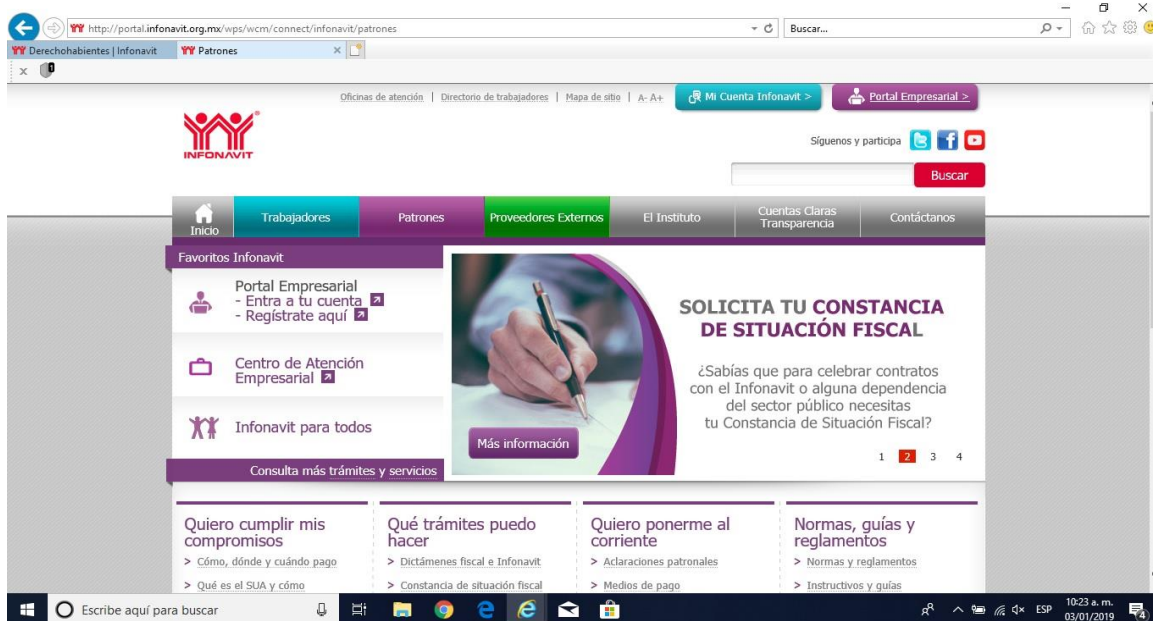 http://portal.infonavit.org.mx/wps/wcm/connect/infonavit/patrones
Buscar...
Derechohabientes | Infonavit
Patrones
Oficinas de atención | Directorio de trabajadores | Mapa de sitio | A- A+
Mi Cuenta Infonavit >
Portal Empresarial >
INFONAVIT
Síguenos y participa
Buscar
Inicio
Trabajadores
Patrones
Proveedores Externos
El Instituto
Cuentas Claras
Transparencia
Contáctanos
Favoritos Infonavit
Portal Empresarial
- Entra a tu cuenta
- Regístrate aquí
Centro de Atención
Empresarial
Infonavit para todos
Consulta más trámites y servicios
SOLICITA TU CONSTANCIA
DE SITUACIÓN FISCAL
¿Sabías que para celebrar contratos
con el Infonavit o alguna dependencia
del sector público necesitas
tu Constancia de Situación Fiscal?
Más información
1 2 3 4
Quiero cumplir mis
compromisos
> Cómo, dónde y cuándo pago
> Qué es el SUA y cómo
Qué trámites puedo
hacer
> Dictámenes fiscal e Infonavit
> Constancia de situación fiscal
Quiero ponerme al
corriente
> Aclaraciones patronales
> Medios de pago
Normas, guías y
reglamentos
> Normas y reglamentos
> Instructivos y guías
Escribe aquí para buscar
ESP
10:23 a. m.
03/01/2019
4